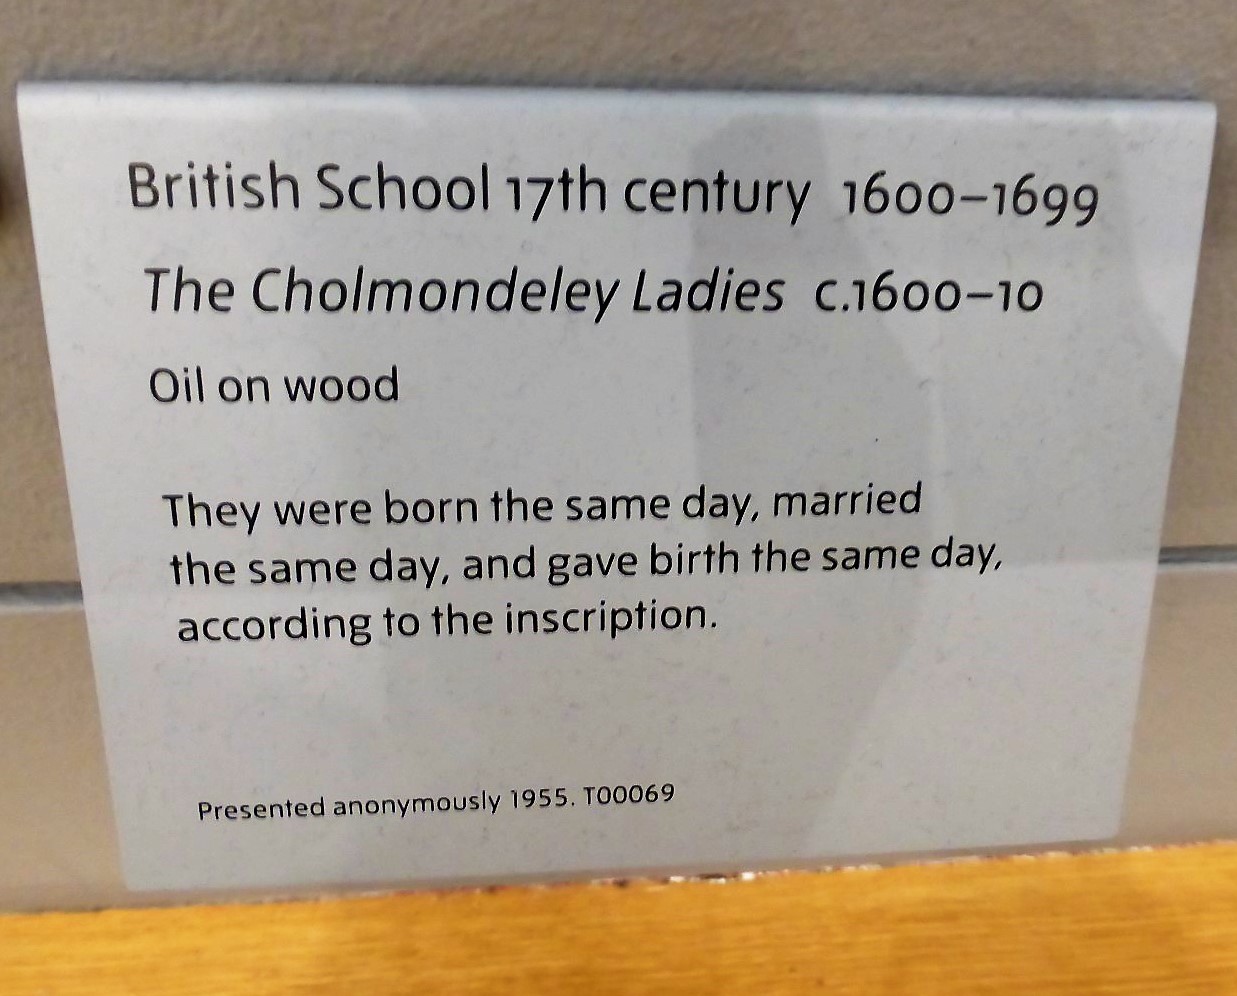 British School 17th century 1600–1699
The Cholmondeley Ladies c.1600–10
Oil on wood
They were born the same day, married
the same day, and gave birth the same day,
according to the inscription.
Presented anonymously 1955. T00069